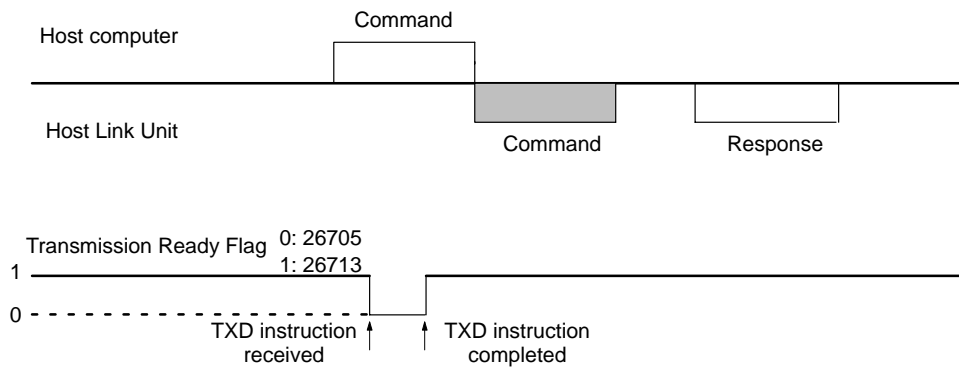 Command
Host computer
Host Link Unit
Command
Response
Transmission Ready Flag
0: 26705
1: 26713
1
0
TXD instruction
received
TXD instruction
completed